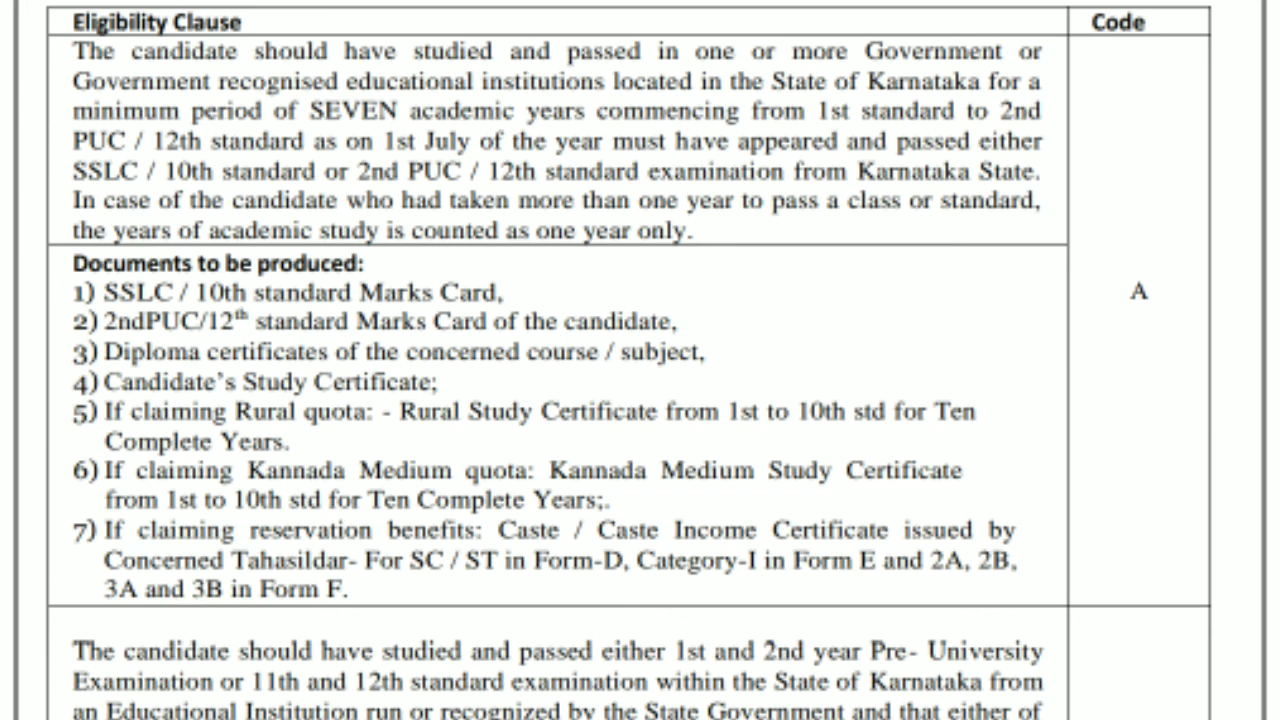 Eligibility Clause Code
The candidate should have studied and passed in one or more Government or
Government recognised educational institutions located in the State of Karnataka for a
minimum period of SEVEN academic years commencing from 1st standard to 2nd
PUC / 12th standard as on 1st July of the year must have appeared and passed either
SSLC / 10th standard or 2nd PUC / 12th standard examination from Karnataka State.
In case of the candidate who had taken more than one year to pass a class or standard,
the years of academic study is counted as one year only.
Documents to be produced:
1) SSLC / 10th standard Marks Card,
A
2) 2ndPUC/12th standard Marks Card of the candidate,
3) Diploma certificates of the concerned course / subject,
4) Candidate's Study Certificate;
5) If claiming Rural quota: - Rural Study Certificate from 1st to 10th std for Ten
Complete Years.
6) If claiming Kannada Medium quota: Kannada Medium Study Certificate
from 1st to 10th std for Ten Complete Years;.
7) If claiming reservation benefits: Caste / Caste Income Certificate issued by
Concerned Tahasildar- For SC / ST in Form-D, Category-I in Form E and 2A, 2B,
3A and 3B in Form F.
The candidate should have studied and passed either 1st and 2nd year Pre- University
Examination or 11th and 12th standard examination within the State of Karnataka from
an Educational Institution run or recognized by the State Government and that either of